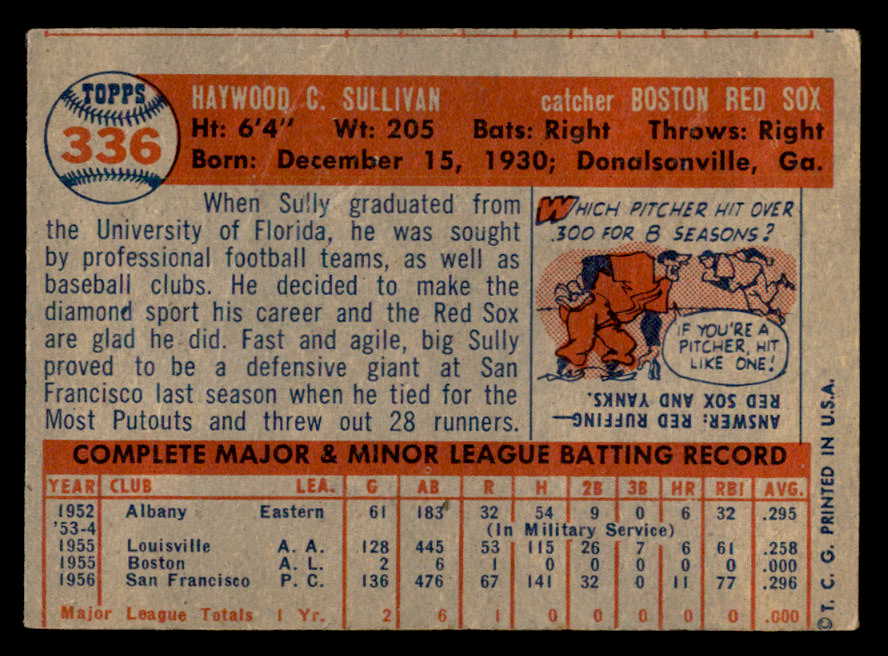 TOPPS
336
HAYWOOD C. SULLIVAN catcher BOSTON RED SOX
Ht: 6'4" Wt: 205 Bats: Right Throws: Right
Born: December 15, 1930; Donalsonville, Ga.
When Sully graduated from
the University of Florida, he was sought
by professional football teams, as well as
baseball clubs. He decided to make the
diamond sport his career and the Red Sox
are glad he did. Fast and agile, big Sully
proved to be a defensive giant at San
Francisco last season when he tied for the
Most Putouts and threw out 28 runners.
WHICH PITCHER HIT OVER
.300 FOR 8 SEASONS?
IF YOU'RE A
PITCHER, HIT
LIKE ONE!
ANSWER: RED RUFFING—
RED SOX AND YANKS.
COMPLETE MAJOR & MINOR LEAGUE BATTING RECORD
YEAR CLUB LEA. G AB R H 2B 3B HR RBI AVG.
1952 Albany Eastern 61 183 32 54 9 0 6 32 .295
'53-4 (In Military Service)
1955 Louisville A. A. 128 445 53 115 26 7 6 61 .258
1955 Boston A. L. 2 6 1 0 0 0 0 0 .000
1956 San Francisco P. C. 136 476 67 141 32 0 11 77 .296
Major League Totals 1 Yr. 2 6 1 0 0 0 0 0 .000
©T. C. G. PRINTED IN U.S.A.